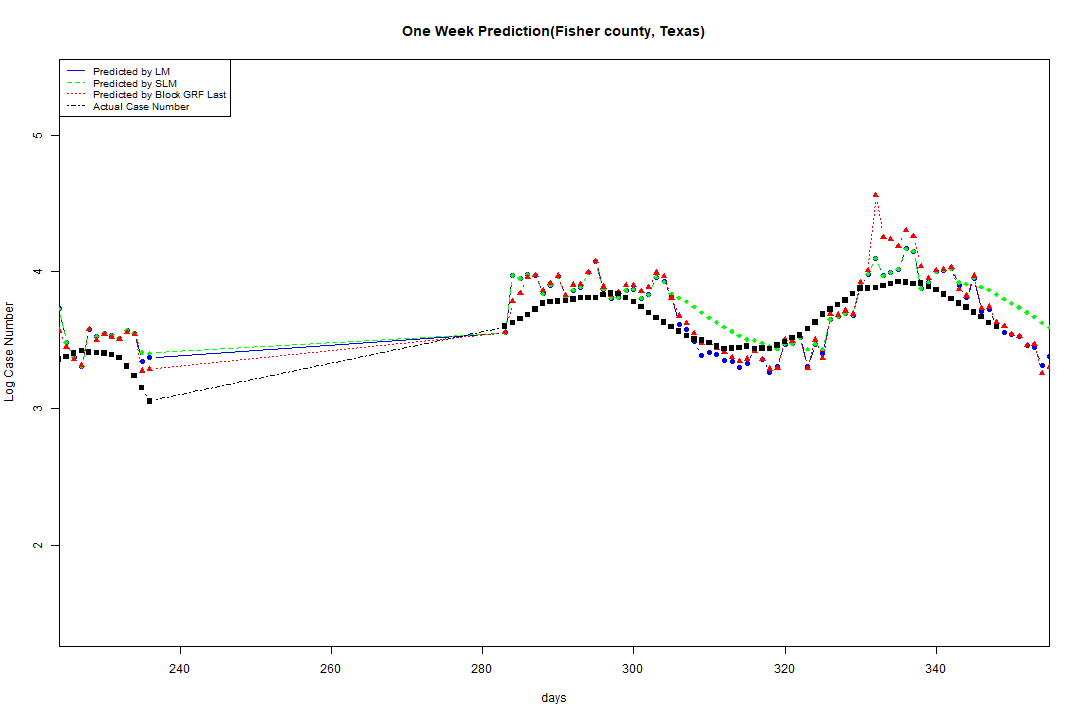 One Week Prediction(Fisher county, Texas)
Predicted by LM
Predicted by SLM
Predicted by Block GRF Last
Actual Case Number
5
4
3
2
Log Case Number
240
260
280
300
320
340
days